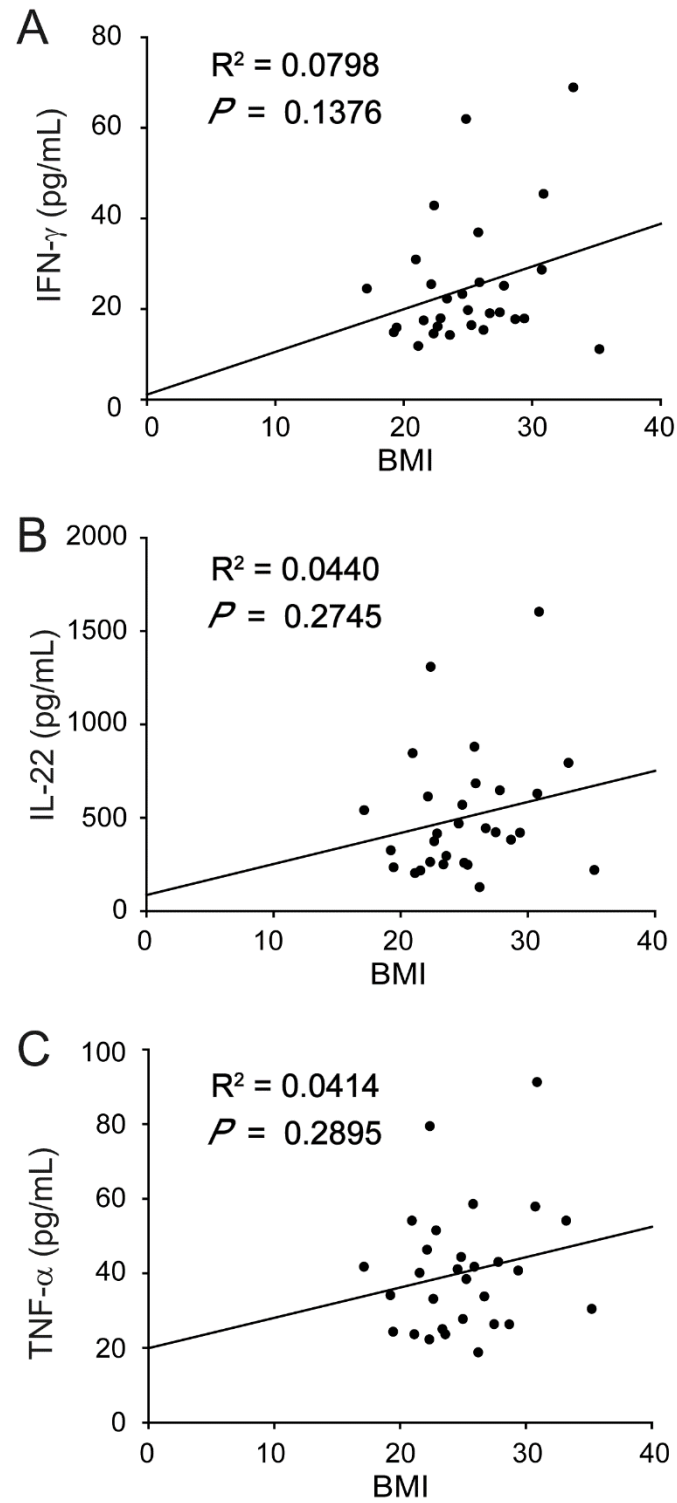 A
80
R² = 0.0798
P = 0.1376
60
40
20
0
IFN-γ (pg/mL)
0 10 20 30 40
BMI
B
2000
R² = 0.0440
P = 0.2745
1500
1000
500
0
IL-22 (pg/mL)
0 10 20 30 40
BMI
C
100
R² = 0.0414
P = 0.2895
80
60
40
20
0
TNF-α (pg/mL)
0 10 20 30 40
BMI